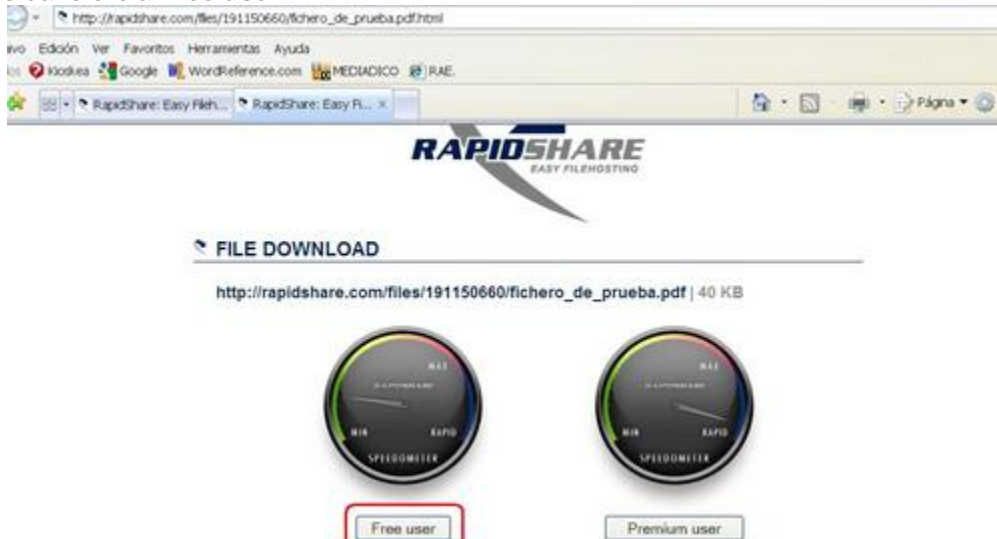 http://rapidshare.com/files/191150660/fichero_de_prueba.pdf.html
Edición Ver Favoritos Herramientas Ayuda
Kioskea Google WordReference.com MEDIADICO RAE.
RapidShare: Easy Fileh... RapidShare: Easy Fi... x Página
RAPIDSHARE
EASY FILEHOSTING
FILE DOWNLOAD
http://rapidshare.com/files/191150660/fichero_de_prueba.pdf | 40 KB
MAX MAX
MIN RAPID MIN RAPID
SPEEDOMETER SPEEDOMETER
Free user Premium user